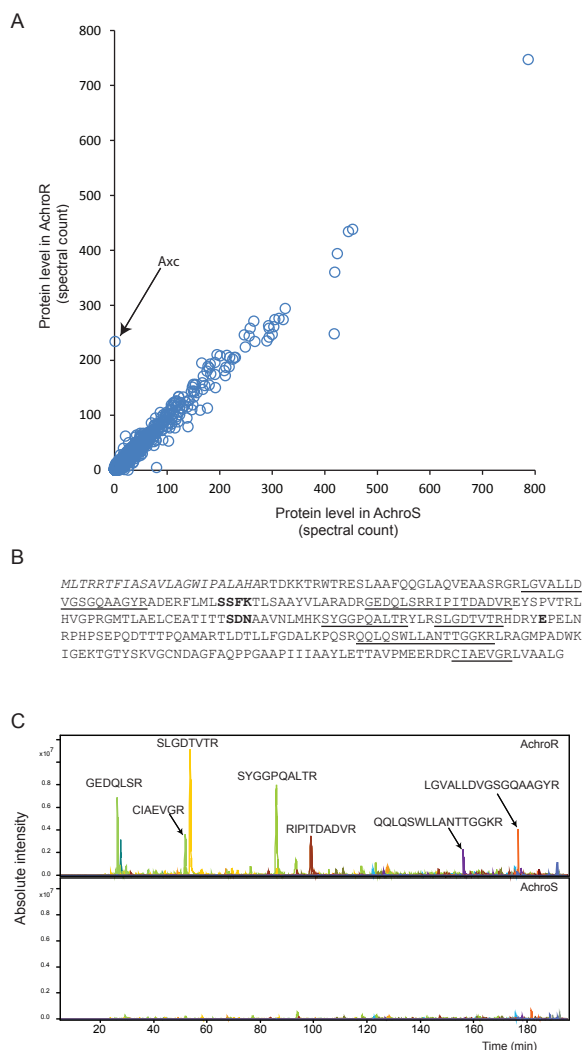 A
Protein level in AchroR
(spectral count)
800
700
600
500
400
300
200
100
0
Axc
0 100 200 300 400 500 600 700 800
Protein level in AchroS
(spectral count)
B
MLTRRTFIASAVLAGWIPALAHARTDKKTRWTRESLAAFQQGLAQVEAASRGRLGVALLD
VGSGQAAGYRADERFLMLSSFKTLSAAYVLARADRGEDQLSRRIPITDADVREYSPVTRL
HVGPRGMTLAELCEATITTSDNAAVNLMHKSYGGPQALTRYLRSLGDTVTRHDRYEPELN
RPHPSEPQDTTTPQAMARTLDTLLFGDALKPQSRQQLQSWLLANTTGGKRLRAGMPADWK
IGEKTGTYSKVGCNDAGFAQPPGAAPIIIAAYLETTAVPMEERDRCIAEVGRLVAALG
C
SLGDTVTR
AchroR
x10⁷
1.0
0.8
0.6
0.4
0.2
0.0
GEDQLSR
CIAEVGR
SYGGPQALTR
RIPITDADVR
QQLQSWLLANTTGGKR
LGVALLDVGSGQAAGYR
Absolute intensity
AchroS
x10⁷
1.0
0.8
0.6
0.4
0.2
0.0
20 40 60 80 100 120 140 160 180
Time (min)